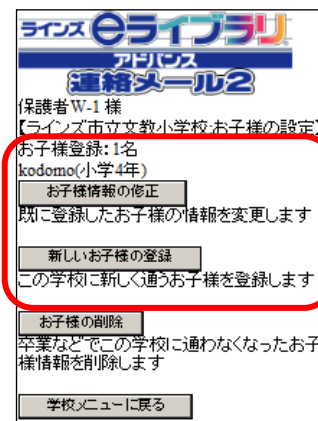 ラインズeライブラリ
アドバンス
連絡メール2
保護者W-1 様
【ラインズ市立文教小学校:お子様の設定】
お子様登録:1名
kodomo(小学4年)
お子様情報の修正
既に登録したお子様の情報を変更します
新しいお子様の登録
この学校に新しく通うお子様を登録します
お子様の削除
卒業などでこの学校に通わなくなったお子
様情報を削除します
学校メニューに戻る